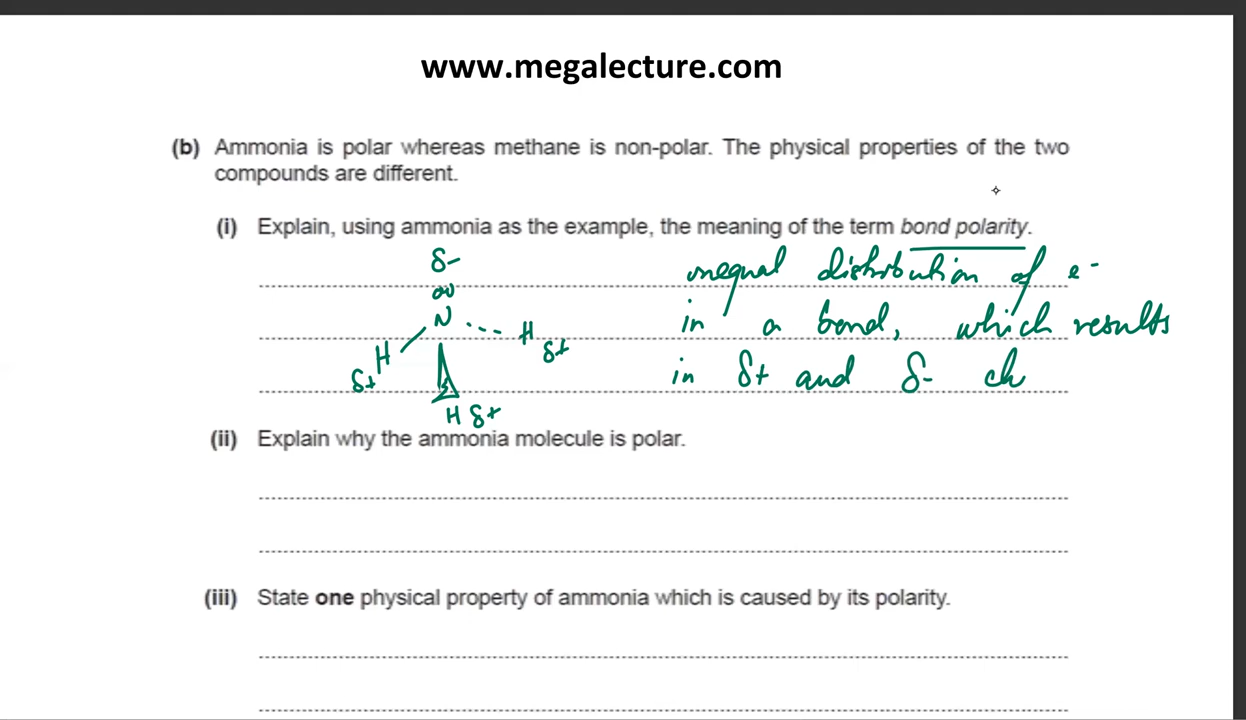 www.megalecture.com
(b) Ammonia is polar whereas methane is non-polar. The physical properties of the two
compounds are different.
(i) Explain, using ammonia as the example, the meaning of the term bond polarity.
δ-
N
H
H
δ+
δ+
H δ+
unequal distribution of e-
in a bond, which results
in δ+ and δ- ch
(ii) Explain why the ammonia molecule is polar.
(iii) State one physical property of ammonia which is caused by its polarity.